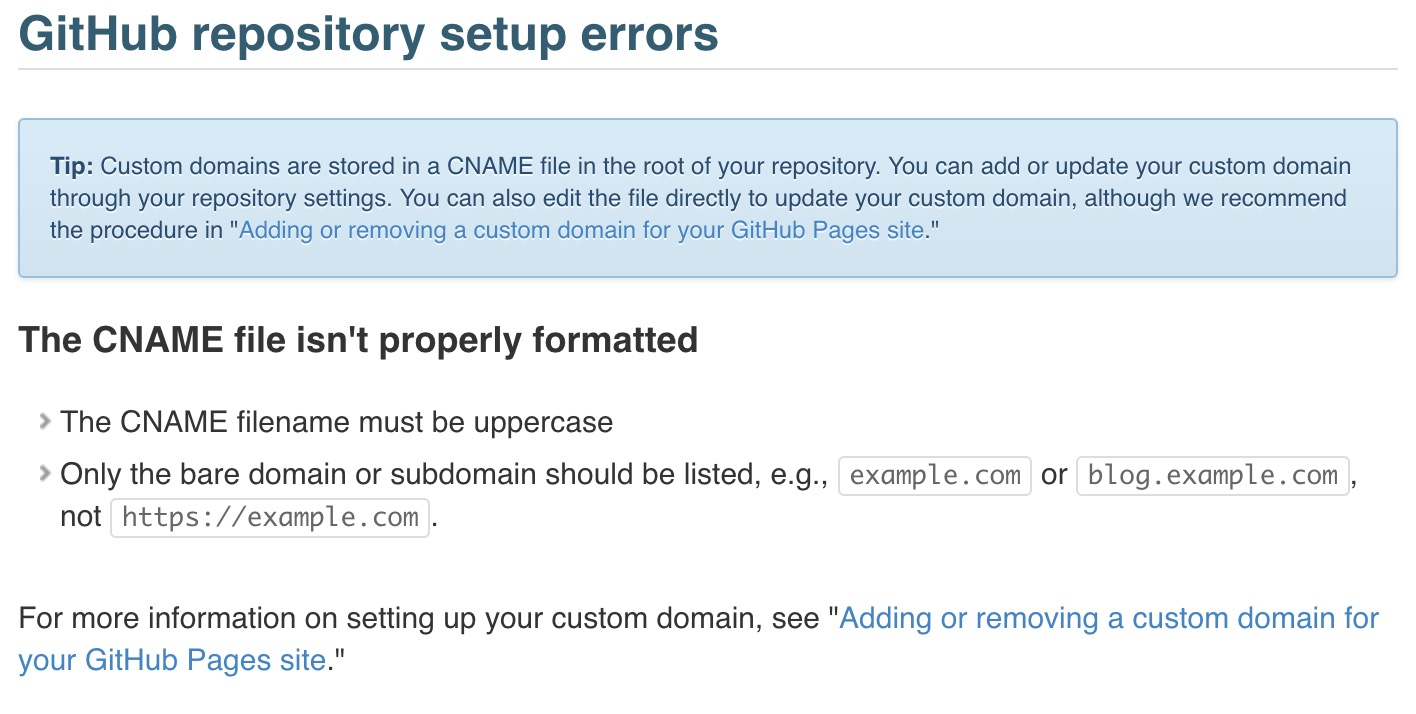 GitHub repository setup errors
Tip: Custom domains are stored in a CNAME file in the root of your repository. You can add or update your custom domain
through your repository settings. You can also edit the file directly to update your custom domain, although we recommend
the procedure in "Adding or removing a custom domain for your GitHub Pages site."
The CNAME file isn't properly formatted
The CNAME filename must be uppercase
Only the bare domain or subdomain should be listed, e.g., example.com or blog.example.com,
not https://example.com.
For more information on setting up your custom domain, see "Adding or removing a custom domain for
your GitHub Pages site."